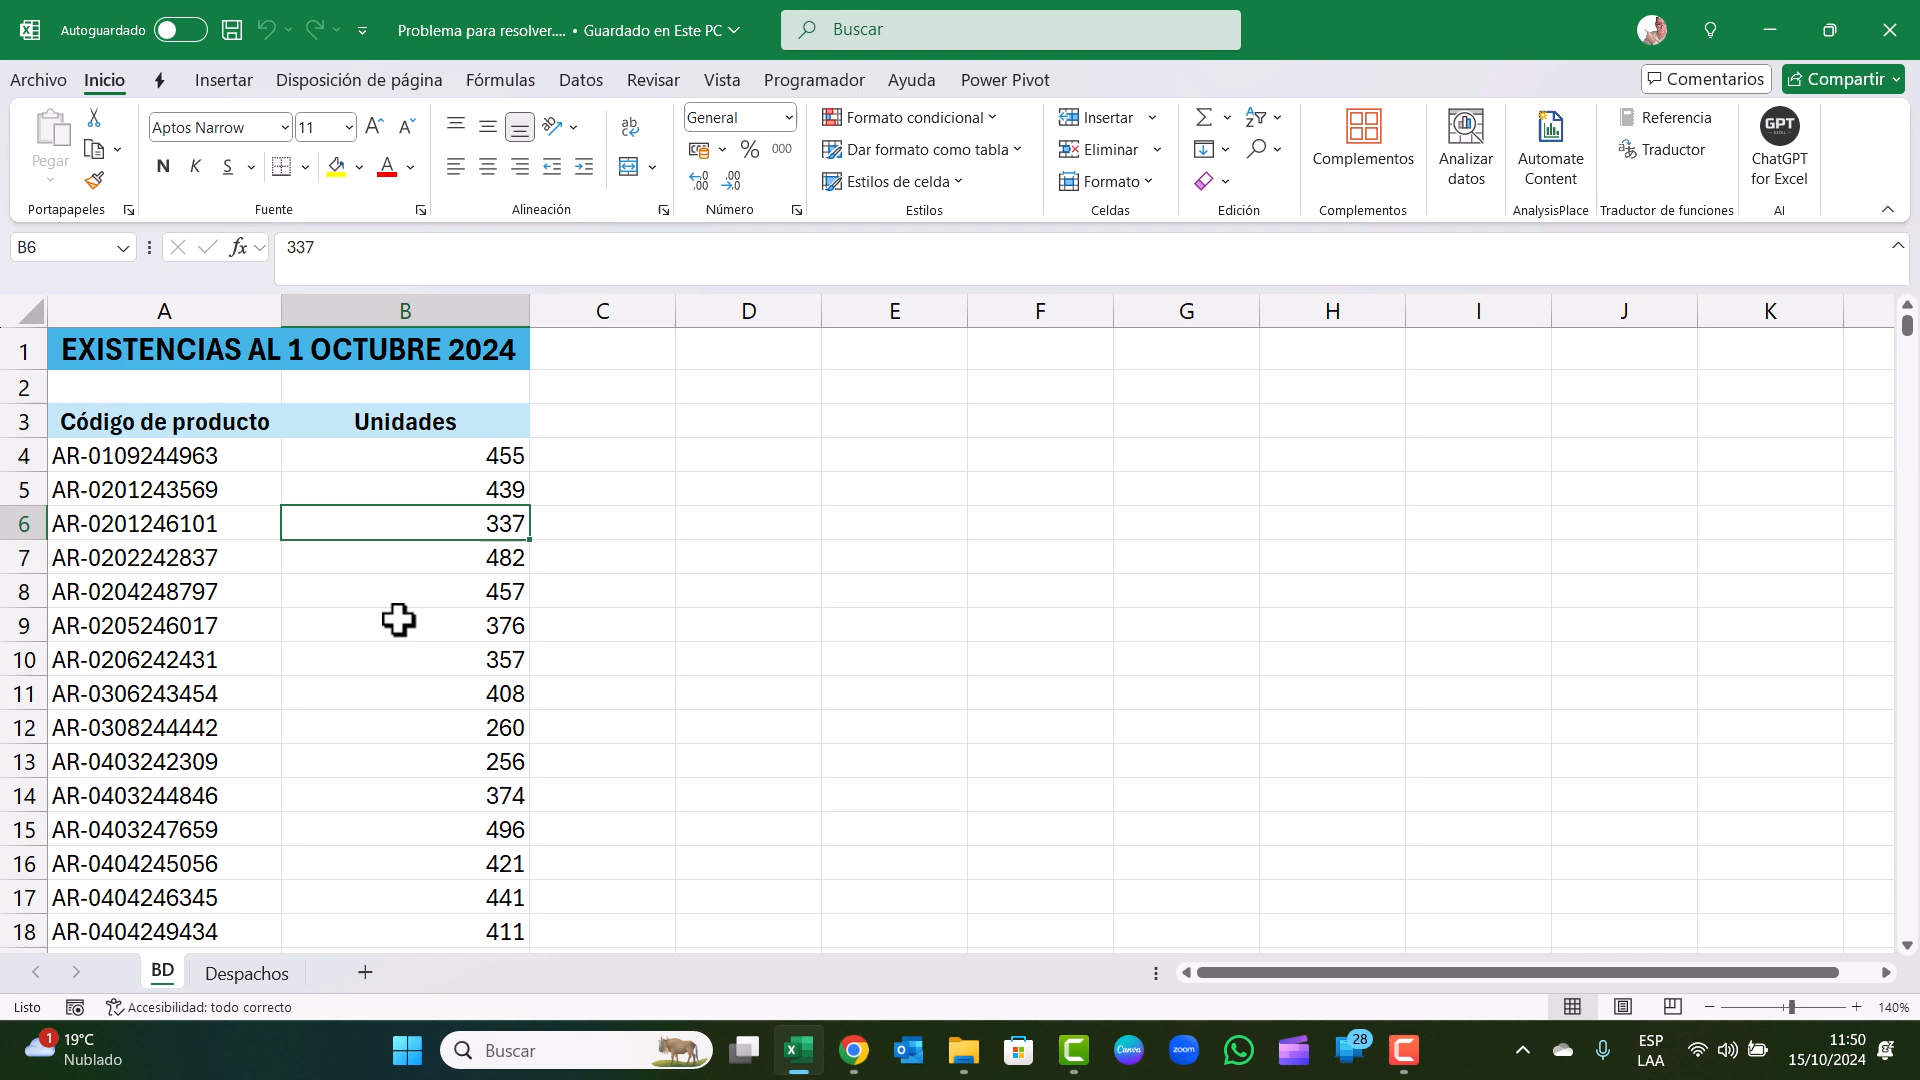 Autoguardado
Problema para resolver.... • Guardado en Este PC
Buscar
Archivo Inicio Insertar Disposición de página Fórmulas Datos Revisar Vista Programador Ayuda Power Pivot
Comentarios Compartir
Pegar
Portapapeles
Aptos Narrow 11
N K S
Fuente
Alineación
General
% 000
Número
Formato condicional
Dar formato como tabla
Estilos de celda
Estilos
Insertar
Eliminar
Formato
Celdas
Edición
Complementos
Complementos
Analizar
datos
Automate
Content
AnalysisPlace
Referencia
Traductor
Traductor de funciones
GPT
ChatGPT
for Excel
AI
B6 fx 337
A B C D E F G H I J K
1 EXISTENCIAS AL 1 OCTUBRE 2024
2
3 Código de producto Unidades
4 AR-0109244963 455
5 AR-0201243569 439
6 AR-0201246101 337
7 AR-0202242837 482
8 AR-0204248797 457
9 AR-0205246017 376
10 AR-0206242431 357
11 AR-0306243454 408
12 AR-0308244442 260
13 AR-0403242309 256
14 AR-0403244846 374
15 AR-0403247659 496
16 AR-0404245056 421
17 AR-0404246345 441
18 AR-0404249434 411
BD Despachos
Listo Accesibilidad: todo correcto 140%
1 19°C
Nublado
Buscar
Canva
zoom
28
ESP
LAA
11:50
15/10/2024